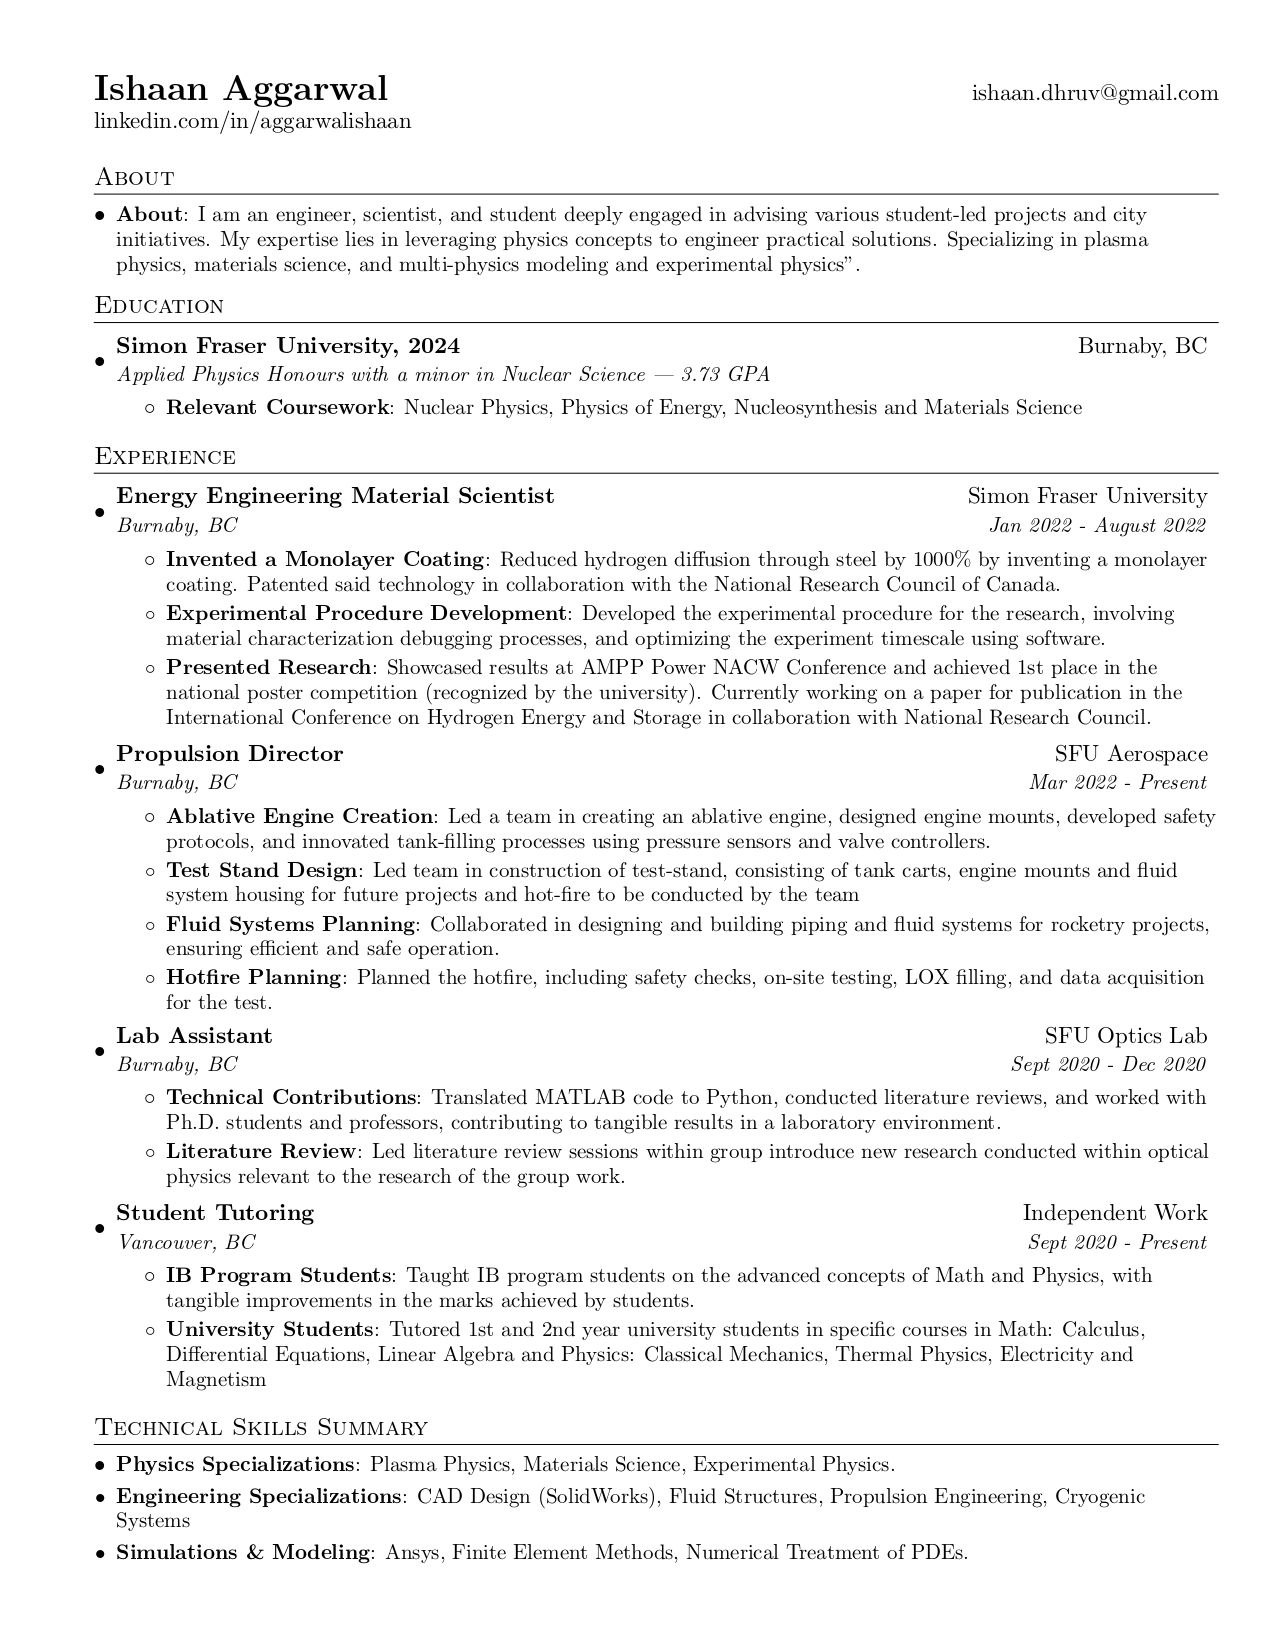 Ishaan Aggarwal ishaan.dhruv@gmail.com
linkedin.com/in/aggarwalishaan
About
• About: I am an engineer, scientist, and student deeply engaged in advising various student-led projects and city
initiatives. My expertise lies in leveraging physics concepts to engineer practical solutions. Specializing in plasma
physics, materials science, and multi-physics modeling and experimental physics”.
Education
• Simon Fraser University, 2024 Burnaby, BC
Applied Physics Honours with a minor in Nuclear Science — 3.73 GPA
◦ Relevant Coursework: Nuclear Physics, Physics of Energy, Nucleosynthesis and Materials Science
Experience
• Energy Engineering Material Scientist Simon Fraser University
Burnaby, BC Jan 2022 - August 2022
◦ Invented a Monolayer Coating: Reduced hydrogen diffusion through steel by 1000% by inventing a monolayer
coating. Patented said technology in collaboration with the National Research Council of Canada.
◦ Experimental Procedure Development: Developed the experimental procedure for the research, involving
material characterization debugging processes, and optimizing the experiment timescale using software.
◦ Presented Research: Showcased results at AMPP Power NACW Conference and achieved 1st place in the
national poster competition (recognized by the university). Currently working on a paper for publication in the
International Conference on Hydrogen Energy and Storage in collaboration with National Research Council.
• Propulsion Director SFU Aerospace
Burnaby, BC Mar 2022 - Present
◦ Ablative Engine Creation: Led a team in creating an ablative engine, designed engine mounts, developed safety
protocols, and innovated tank-filling processes using pressure sensors and valve controllers.
◦ Test Stand Design: Led team in construction of test-stand, consisting of tank carts, engine mounts and fluid
system housing for future projects and hot-fire to be conducted by the team
◦ Fluid Systems Planning: Collaborated in designing and building piping and fluid systems for rocketry projects,
ensuring efficient and safe operation.
◦ Hotfire Planning: Planned the hotfire, including safety checks, on-site testing, LOX filling, and data acquisition
for the test.
• Lab Assistant SFU Optics Lab
Burnaby, BC Sept 2020 - Dec 2020
◦ Technical Contributions: Translated MATLAB code to Python, conducted literature reviews, and worked with
Ph.D. students and professors, contributing to tangible results in a laboratory environment.
◦ Literature Review: Led literature review sessions within group introduce new research conducted within optical
physics relevant to the research of the group work.
• Student Tutoring Independent Work
Vancouver, BC Sept 2020 - Present
◦ IB Program Students: Taught IB program students on the advanced concepts of Math and Physics, with
tangible improvements in the marks achieved by students.
◦ University Students: Tutored 1st and 2nd year university students in specific courses in Math: Calculus,
Differential Equations, Linear Algebra and Physics: Classical Mechanics, Thermal Physics, Electricity and
Magnetism
Technical Skills Summary
• Physics Specializations: Plasma Physics, Materials Science, Experimental Physics.
• Engineering Specializations: CAD Design (SolidWorks), Fluid Structures, Propulsion Engineering, Cryogenic
Systems
• Simulations & Modeling: Ansys, Finite Element Methods, Numerical Treatment of PDEs.